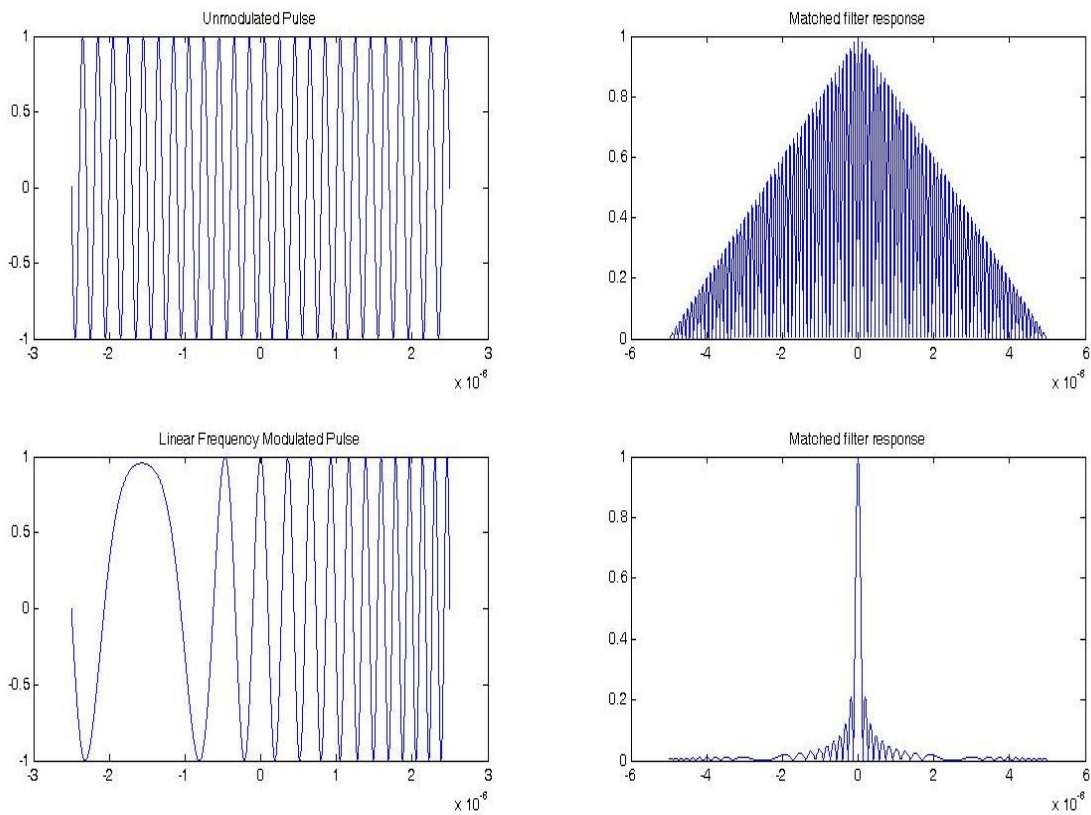 Unmodulated Pulse
1
0.5
0
-0.5
-1
-3 -2 -1 0 1 2 3
x 10^-6
Matched filter response
1
0.8
0.6
0.4
0.2
0
-6 -4 -2 0 2 4 6
x 10^-6
Linear Frequency Modulated Pulse
1
0.5
0
-0.5
-1
-3 -2 -1 0 1 2 3
x 10^-6
Matched filter response
1
0.8
0.6
0.4
0.2
0
-6 -4 -2 0 2 4 6
x 10^-6